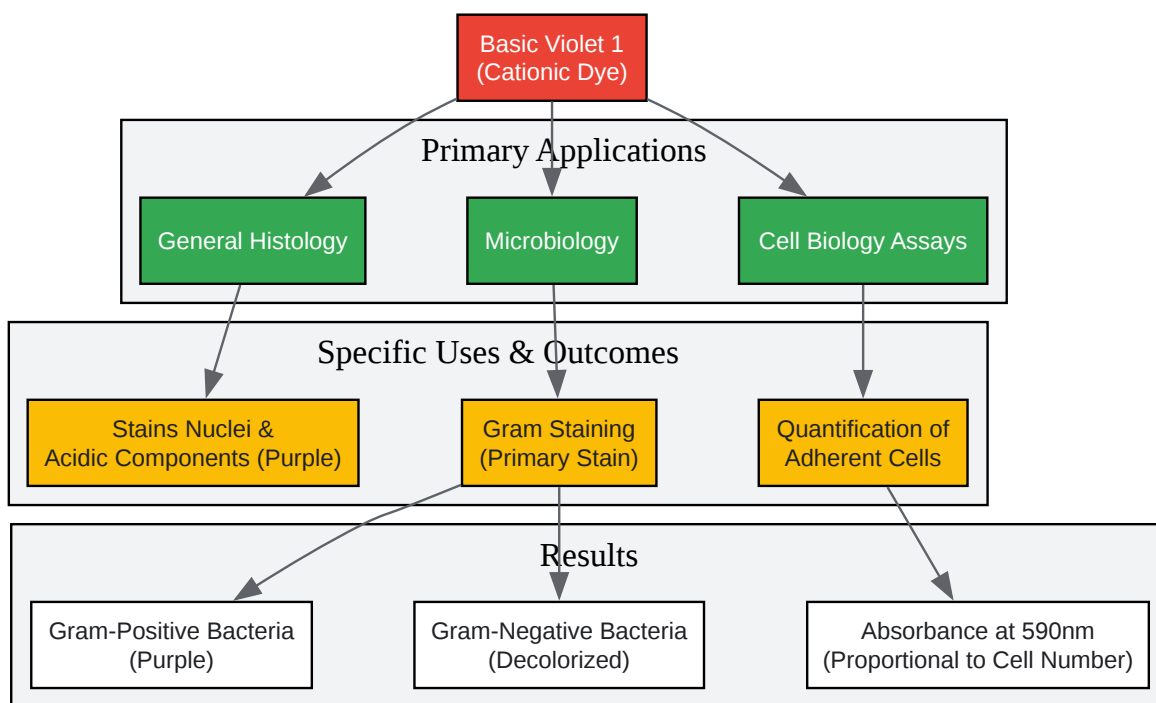 Basic Violet 1
(Cationic Dye)
Primary Applications
General Histology
Microbiology
Cell Biology Assays
Specific Uses & Outcomes
Stains Nuclei &
Acidic Components (Purple)
Gram Staining
(Primary Stain)
Quantification of
Adherent Cells
Results
Gram-Positive Bacteria
(Purple)
Gram-Negative Bacteria
(Decolorized)
Absorbance at 590nm
(Proportional to Cell Number)